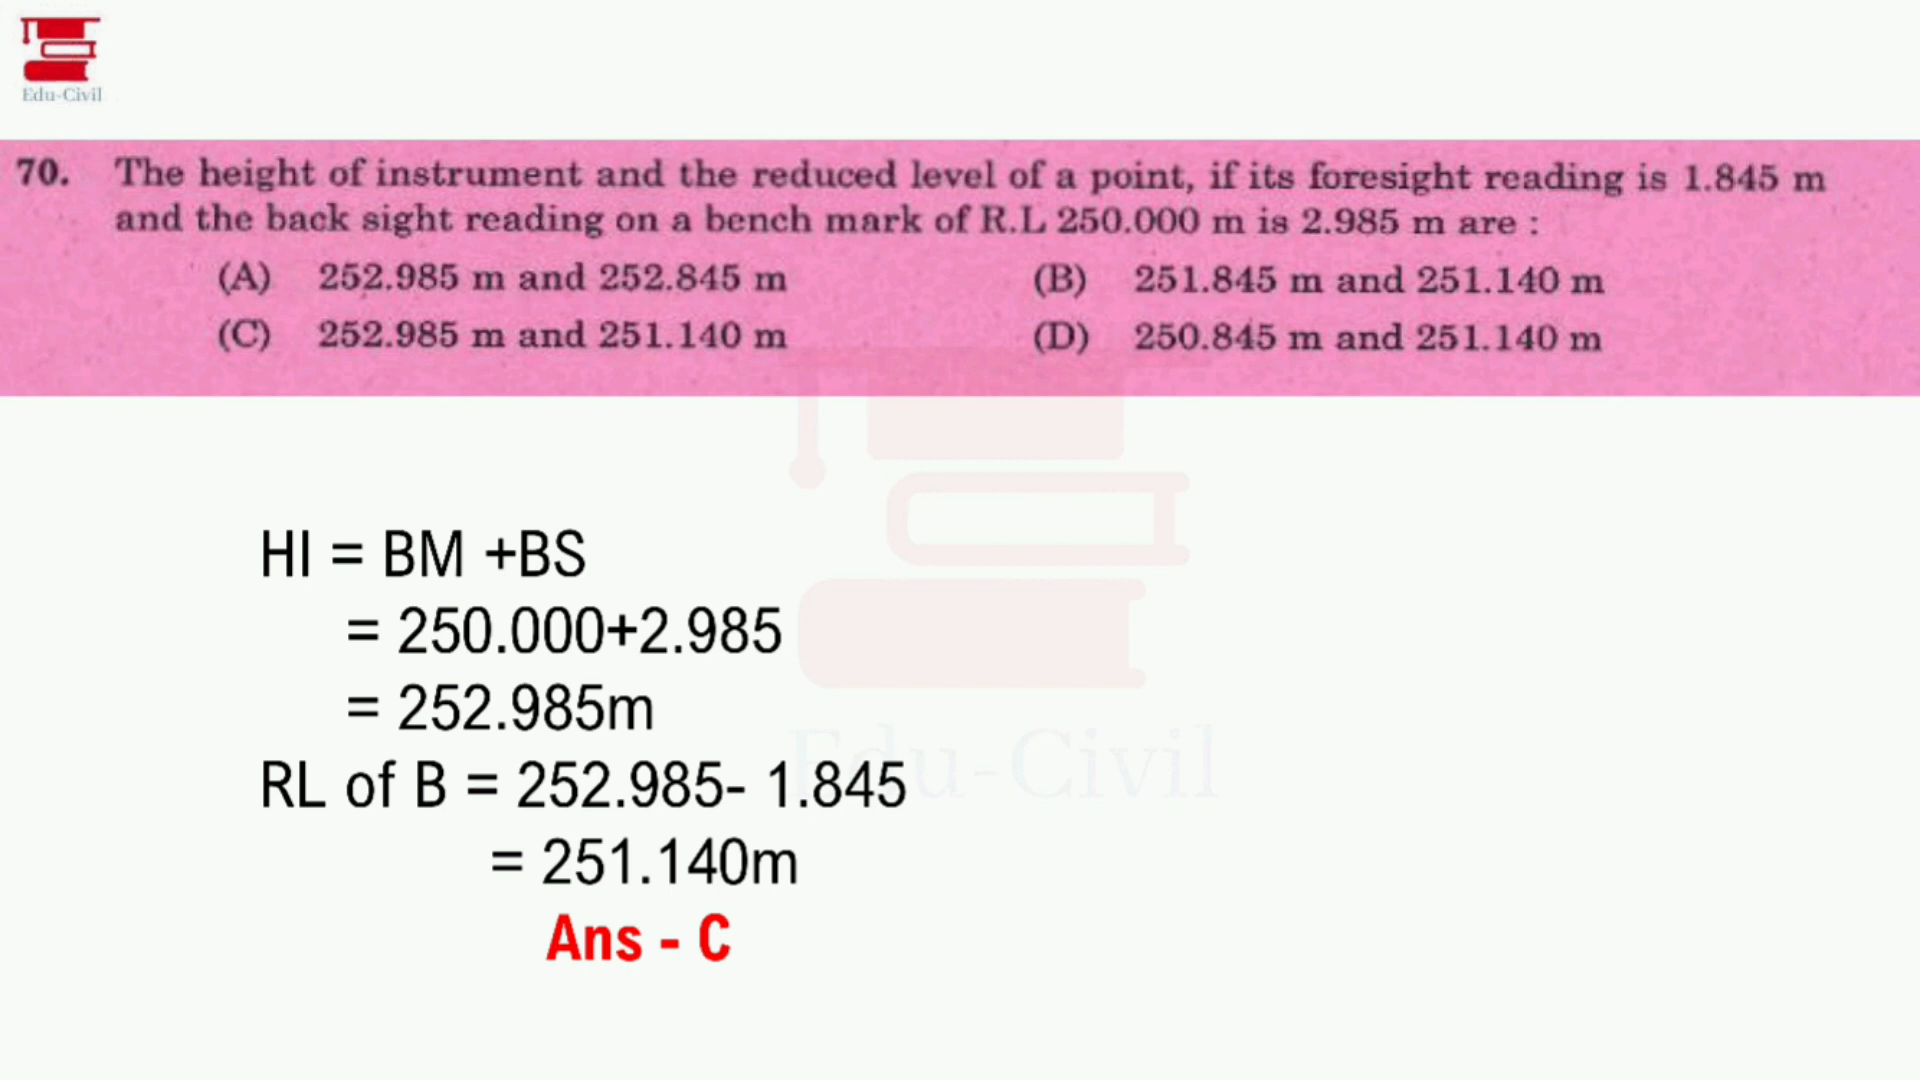 Edu-Civil
70. The height of instrument and the reduced level of a point, if its foresight reading is 1.845 m
and the back sight reading on a bench mark of R.L 250.000 m is 2.985 m are :
(A) 252.985 m and 252.845 m (B) 251.845 m and 251.140 m
(C) 252.985 m and 251.140 m (D) 250.845 m and 251.140 m
HI = BM +BS
= 250.000+2.985
= 252.985m
RL of B = 252.985- 1.845
= 251.140m
Ans - C
Edu-Civil